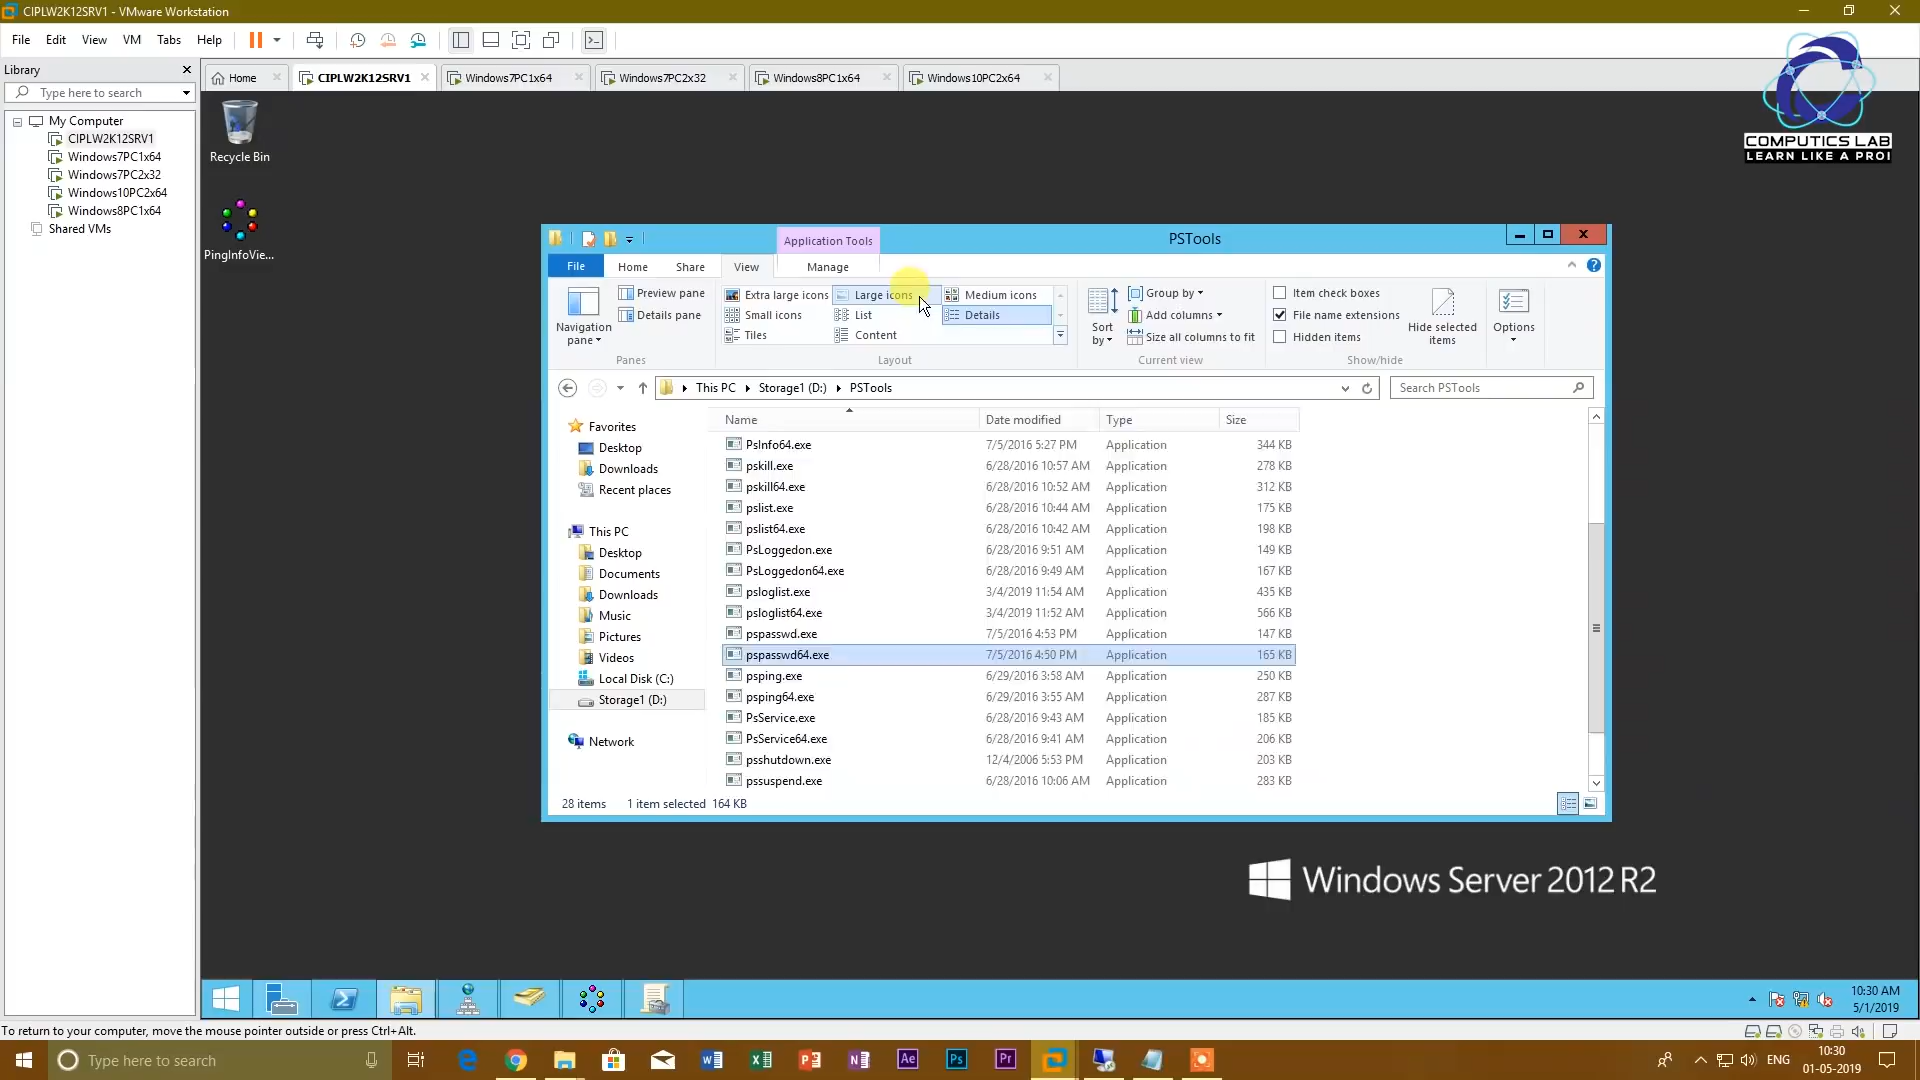 CIPLW2K12SRV1 - VMware Workstation
File Edit View VM Tabs Help
Library
Type here to search
My Computer
CIPLW2K12SRV1
Windows7PC1x64
Windows7PC2x32
Windows10PC2x64
Windows8PC1x64
Shared VMs
Home CIPLW2K12SRV1 Windows7PC1x64 Windows7PC2x32 Windows8PC1x64 Windows10PC2x64
COMPUTICS LAB
LEARN LIKE A PRO!
Recycle Bin
PingInfoVie...
Application Tools PSTools
File Home Share View Manage
Navigation pane
Preview pane
Details pane
Panes
Extra large icons Large icons Medium icons
Small icons List Details
Tiles Content
Layout
Sort by
Group by
Add columns
Size all columns to fit
Current view
Item check boxes
File name extensions
Hidden items
Hide selected items
Show/hide
Options
This PC Storage1 (D:) PSTools
Search PSTools
Favorites
Desktop
Downloads
Recent places
This PC
Desktop
Documents
Downloads
Music
Pictures
Videos
Local Disk (C:)
Storage1 (D:)
Network
Name Date modified Type Size
PsInfo64.exe 7/5/2016 5:27 PM Application 344 KB
pskill.exe 6/28/2016 10:57 AM Application 278 KB
pskill64.exe 6/28/2016 10:52 AM Application 312 KB
pslist.exe 6/28/2016 10:44 AM Application 175 KB
pslist64.exe 6/28/2016 10:42 AM Application 198 KB
PsLoggedon.exe 6/28/2016 9:51 AM Application 149 KB
PsLoggedon64.exe 6/28/2016 9:49 AM Application 167 KB
psloglist.exe 3/4/2019 11:54 AM Application 435 KB
psloglist64.exe 3/4/2019 11:52 AM Application 566 KB
pspasswd.exe 7/5/2016 4:53 PM Application 147 KB
pspasswd64.exe 7/5/2016 4:50 PM Application 165 KB
psping.exe 6/29/2016 3:58 AM Application 250 KB
psping64.exe 6/29/2016 3:55 AM Application 287 KB
PsService.exe 6/28/2016 9:43 AM Application 185 KB
PsService64.exe 6/28/2016 9:41 AM Application 206 KB
psshutdown.exe 12/4/2006 5:53 PM Application 203 KB
pssuspend.exe 6/28/2016 10:06 AM Application 283 KB
28 items 1 item selected 164 KB
Windows Server 2012 R2
10:30 AM
5/1/2019
To return to your computer, move the mouse pointer outside or press Ctrl+Alt.
Type here to search
Ae Ps Pr
ENG
10:30
01-05-2019